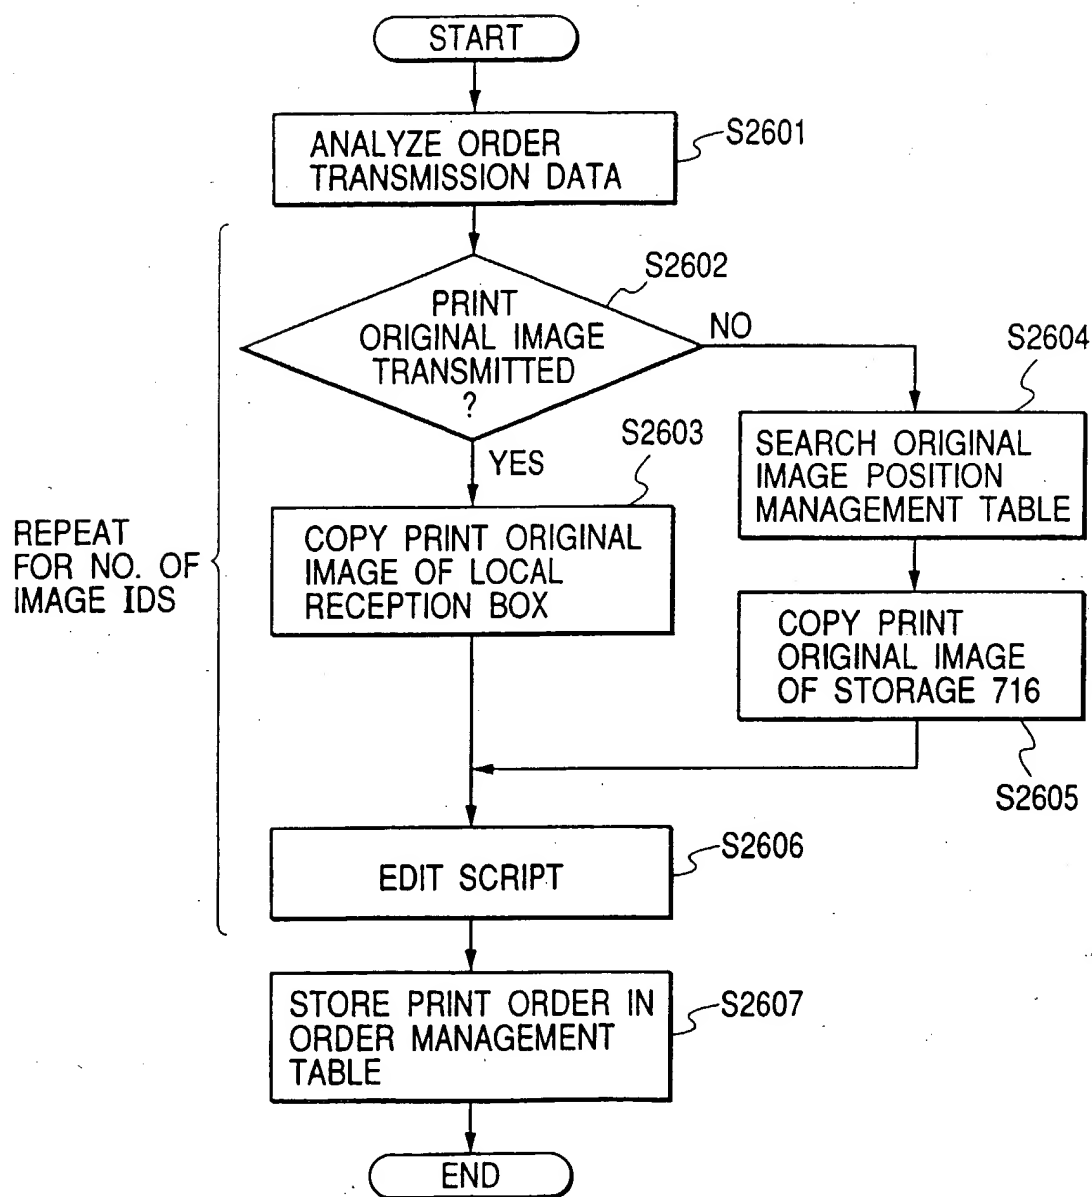 START
ANALYZE ORDER
TRANSMISSION DATA
S2601
PRINT
ORIGINAL IMAGE
TRANSMITTED
?
S2602
NO
YES
S2603
COPY PRINT ORIGINAL
IMAGE OF LOCAL
RECEPTION BOX
S2604
SEARCH ORIGINAL
IMAGE POSITION
MANAGEMENT TABLE
COPY PRINT
ORIGINAL IMAGE
OF STORAGE 716
S2605
REPEAT
FOR NO. OF
IMAGE IDS
EDIT SCRIPT
S2606
STORE PRINT ORDER IN
ORDER MANAGEMENT
TABLE
S2607
END